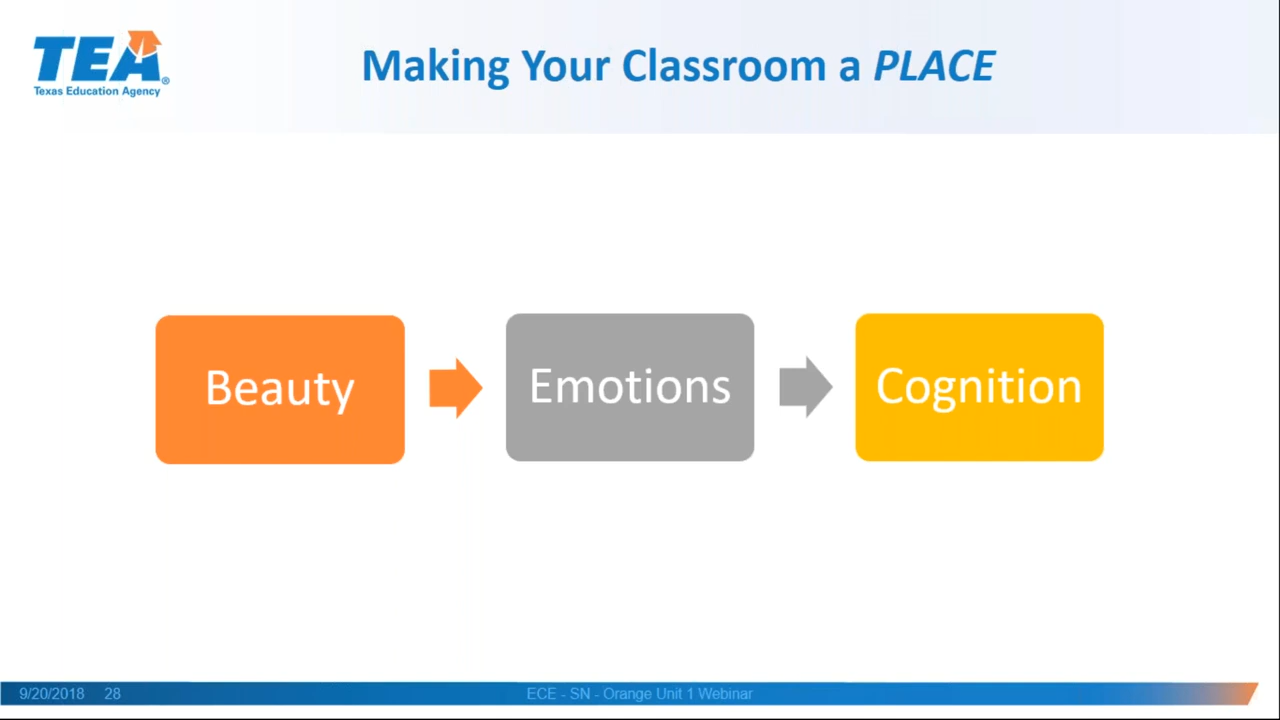 TEA®
Texas Education Agency
Making Your Classroom a PLACE
Beauty
Emotions
Cognition
9/20/2018 28 ECE - SN - Orange Unit 1 Webinar